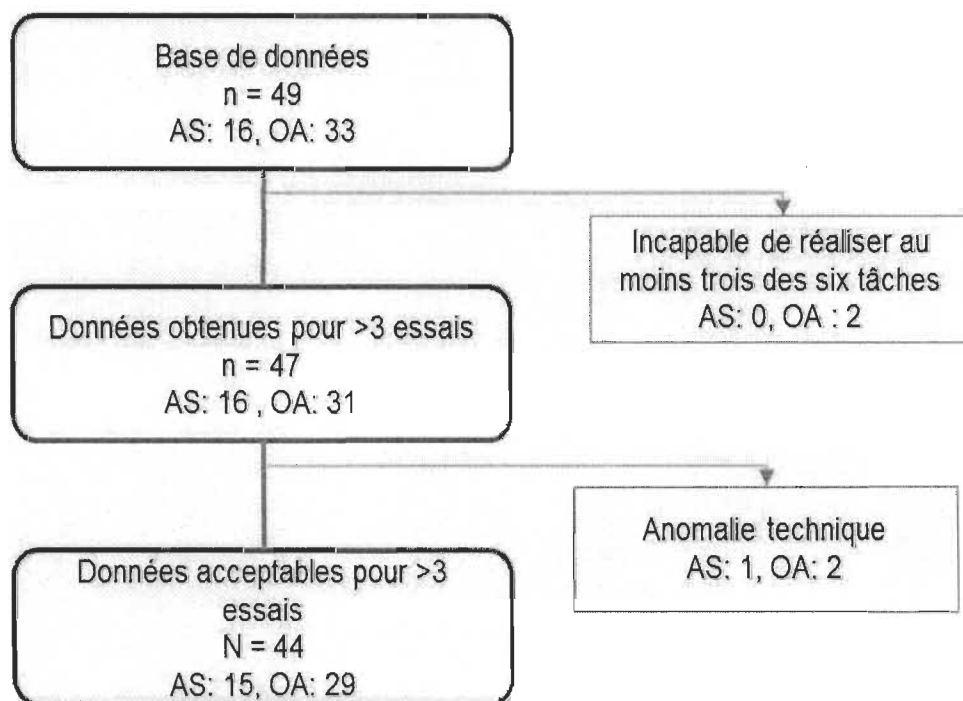 Base de données
n = 49
AS: 16, OA: 33
Incapable de réaliser au
moins trois des six tâches
AS: 0, OA : 2
Données obtenues pour >3 essais
n = 47
AS: 16 , OA: 31
Anomalie technique
AS: 1, OA: 2
Données acceptables pour >3
essais
N = 44
AS: 15, OA: 29